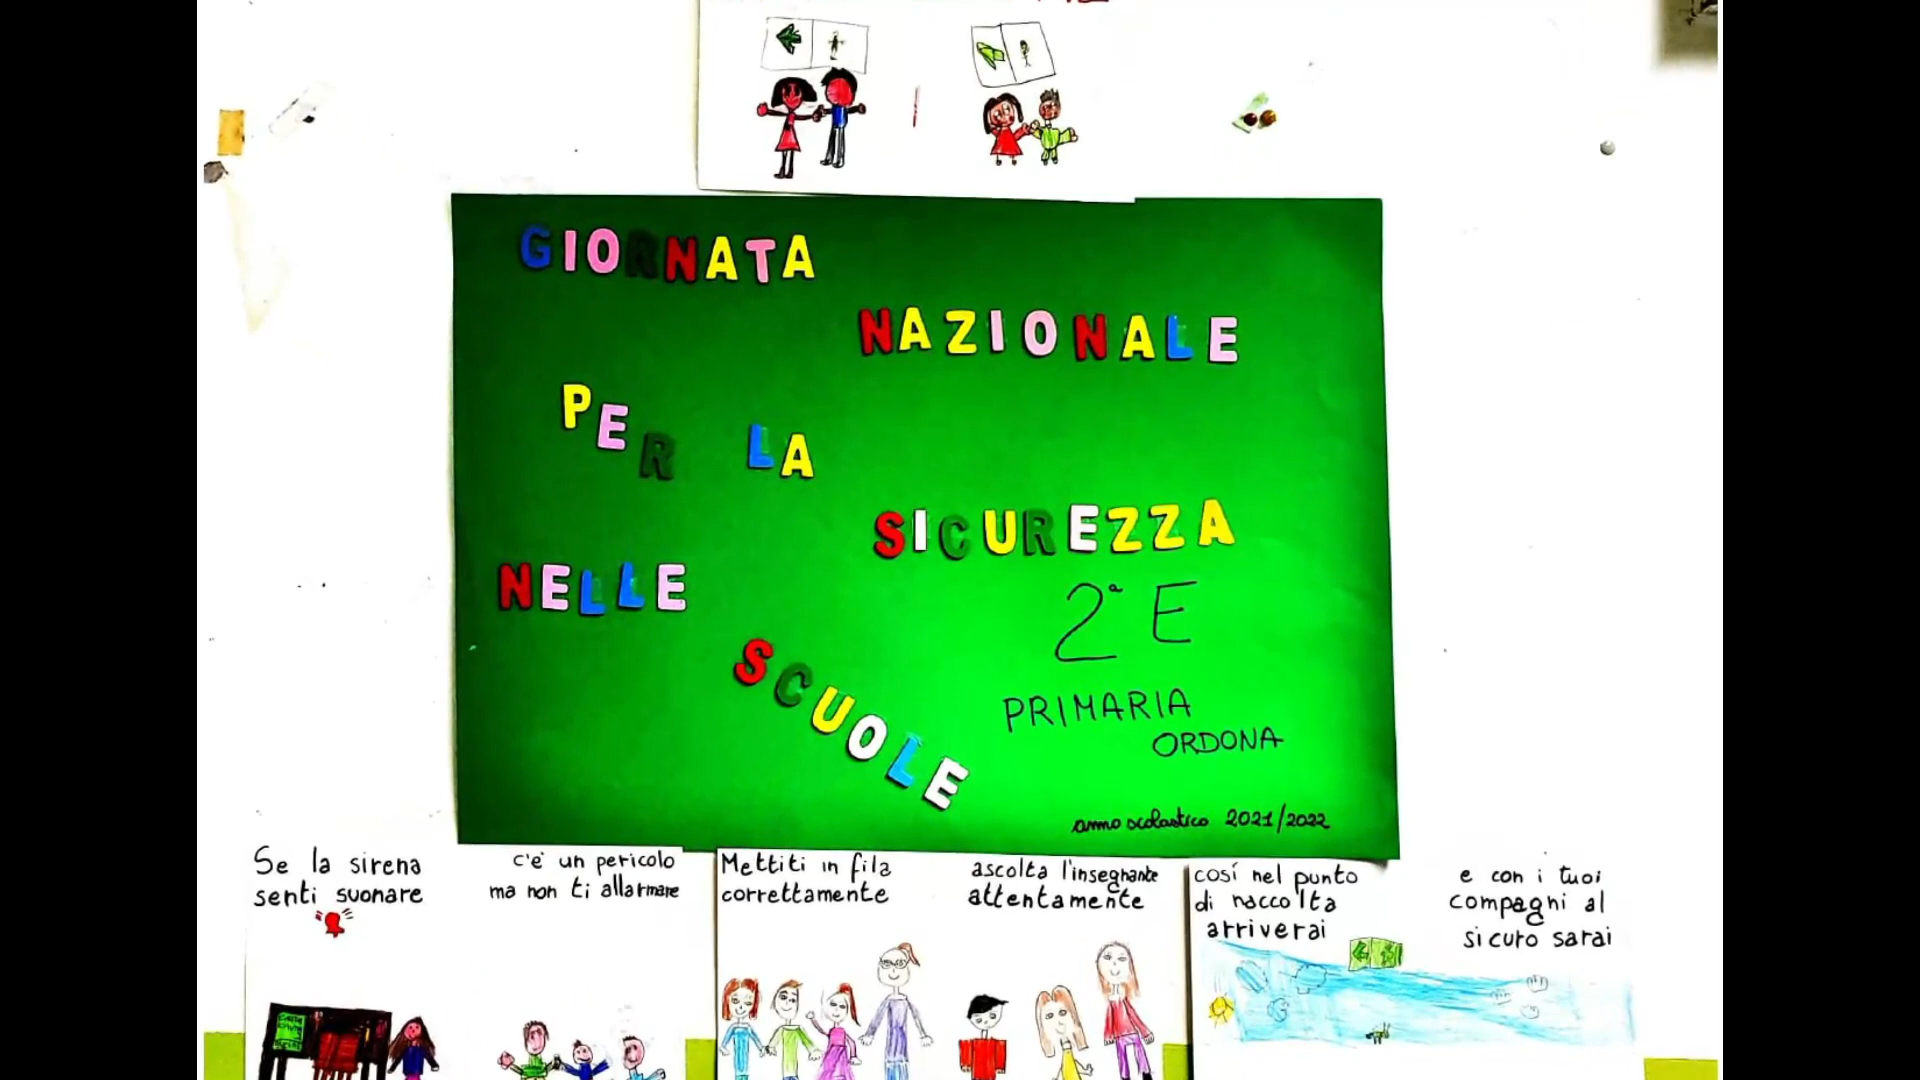 GIORNATA
NAZIONALE
PER LA
SICUREZZA
NELLE
SCUOLE
2ª E
PRIMARIA
ORDONA
anno scolastico 2021/2022
Se la sirena
senti suonare
c'e' un pericolo
ma non ti allarmare
Mettiti in fila
correttamente
ascolta l'insegnante
attentamente
cosí nel punto
di raccolta
arriverai
e con i tuoi
compagni al
sicuro sarai